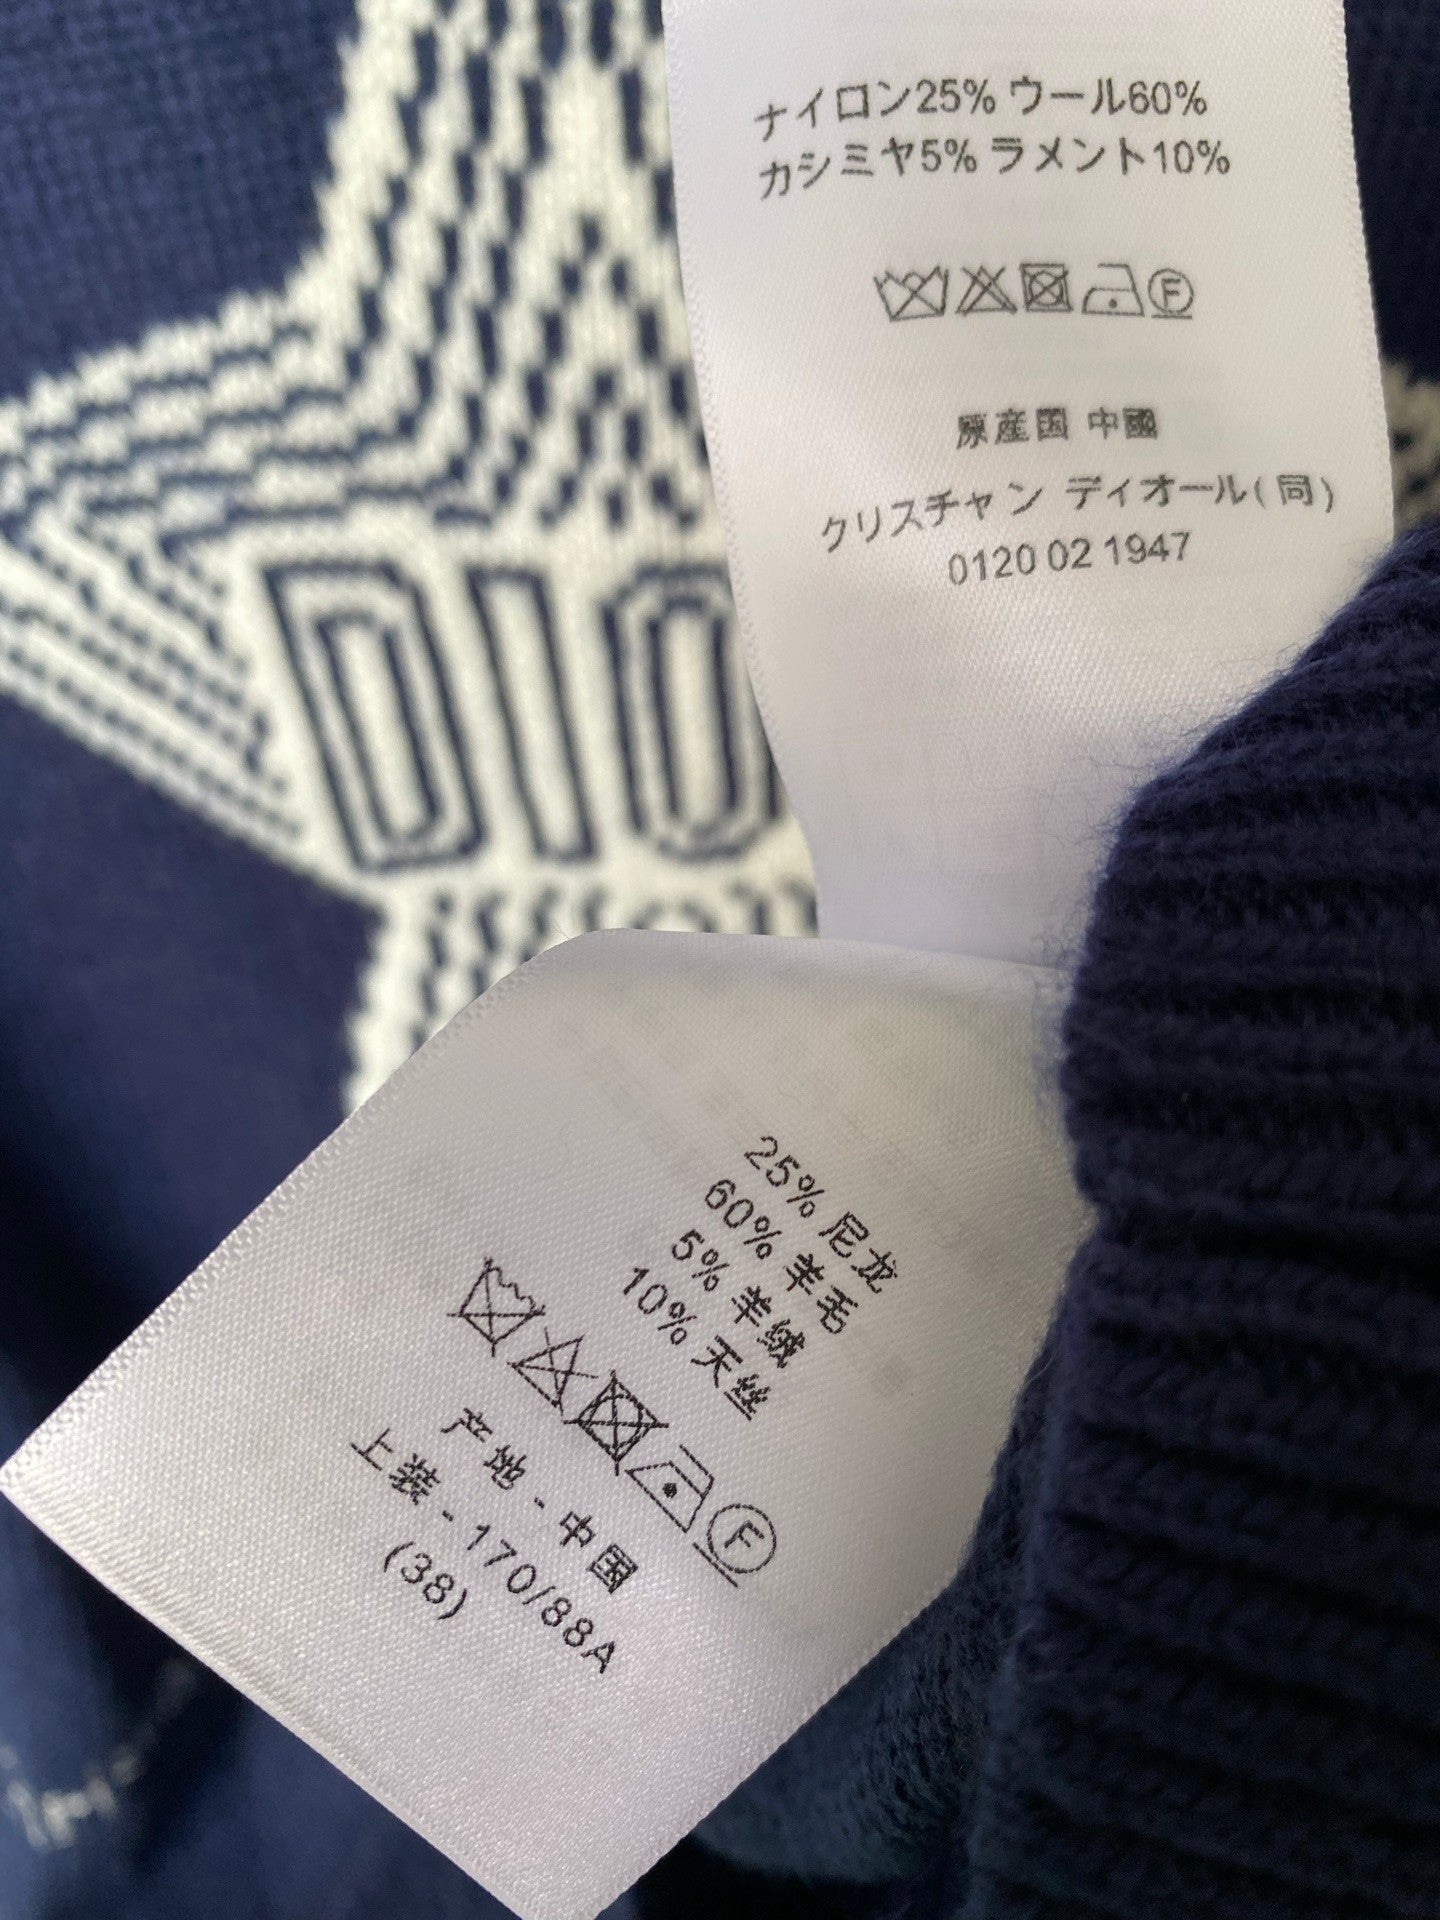 ナイロン25% ウール60%
カシミヤ5% ラメント10%
F
原産国 中國
クリスチャン ディオール(同)
0120 02 1947
DIO
25% 尼龙
60% 羊毛
5% 羊绒
10% 天丝
F
产地 - 中国
上装 - 170/88A
(38)